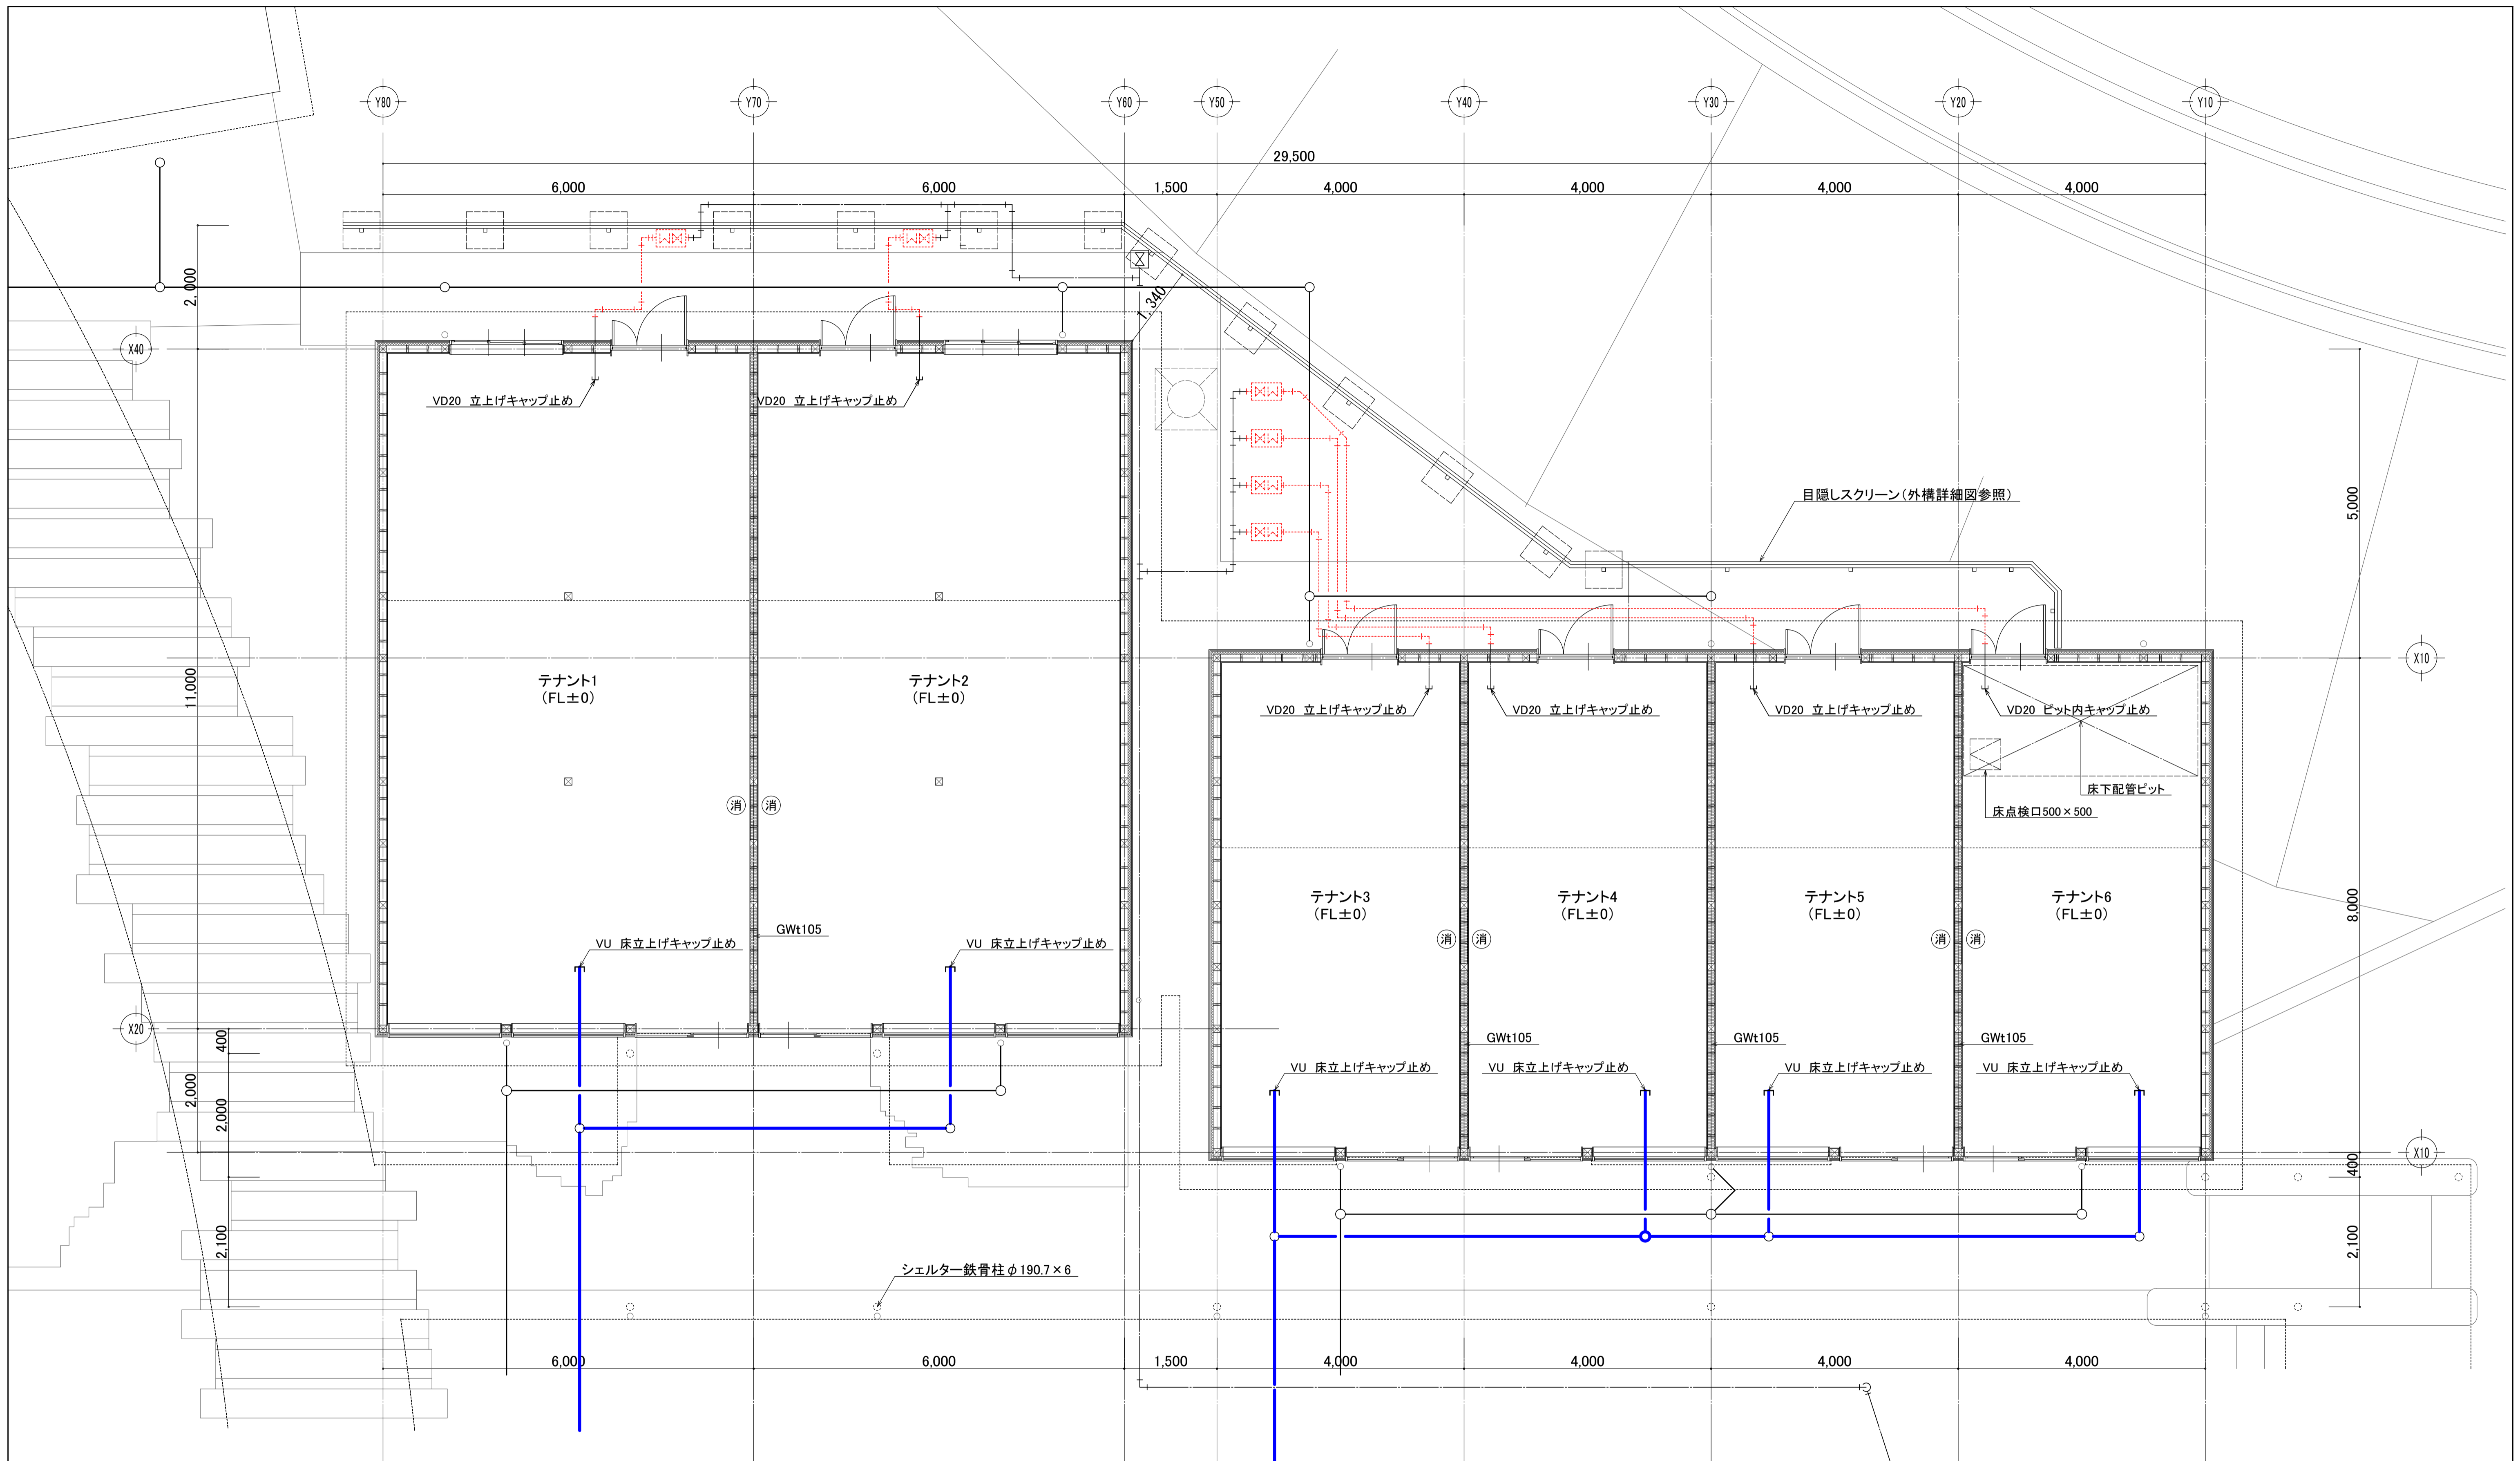 Y80
Y70
Y60
Y50
Y40
Y30
Y20
Y10
29,500
6,000
6,000
1,500
4,000
4,000
4,000
4,000
2,000
1,340
X40
VD20 立上げキャップ止め
VD20 立上げキャップ止め
目隠しスクリーン(外構詳細図参照)
5,000
11,000
テナント1
(FL±0)
テナント2
(FL±0)
X10
VD20 立上げキャップ止め
VD20 立上げキャップ止め
VD20 立上げキャップ止め
VD20 ピット内キャップ止め
床下配管ピット
床点検口500×500
消
消
テナント3
(FL±0)
テナント4
(FL±0)
テナント5
(FL±0)
テナント6
(FL±0)
8,000
消
消
消
消
GWt105
VU 床立上げキャップ止め
VU 床立上げキャップ止め
X20
400
GWt105
GWt105
GWt105
2,000
2,000
VU 床立上げキャップ止め
VU 床立上げキャップ止め
VU 床立上げキャップ止め
VU 床立上げキャップ止め
X10
400
2,100
2,100
シェルター鉄骨柱φ190.7×6
6,000
6,000
1,500
4,000
4,000
4,000
4,000